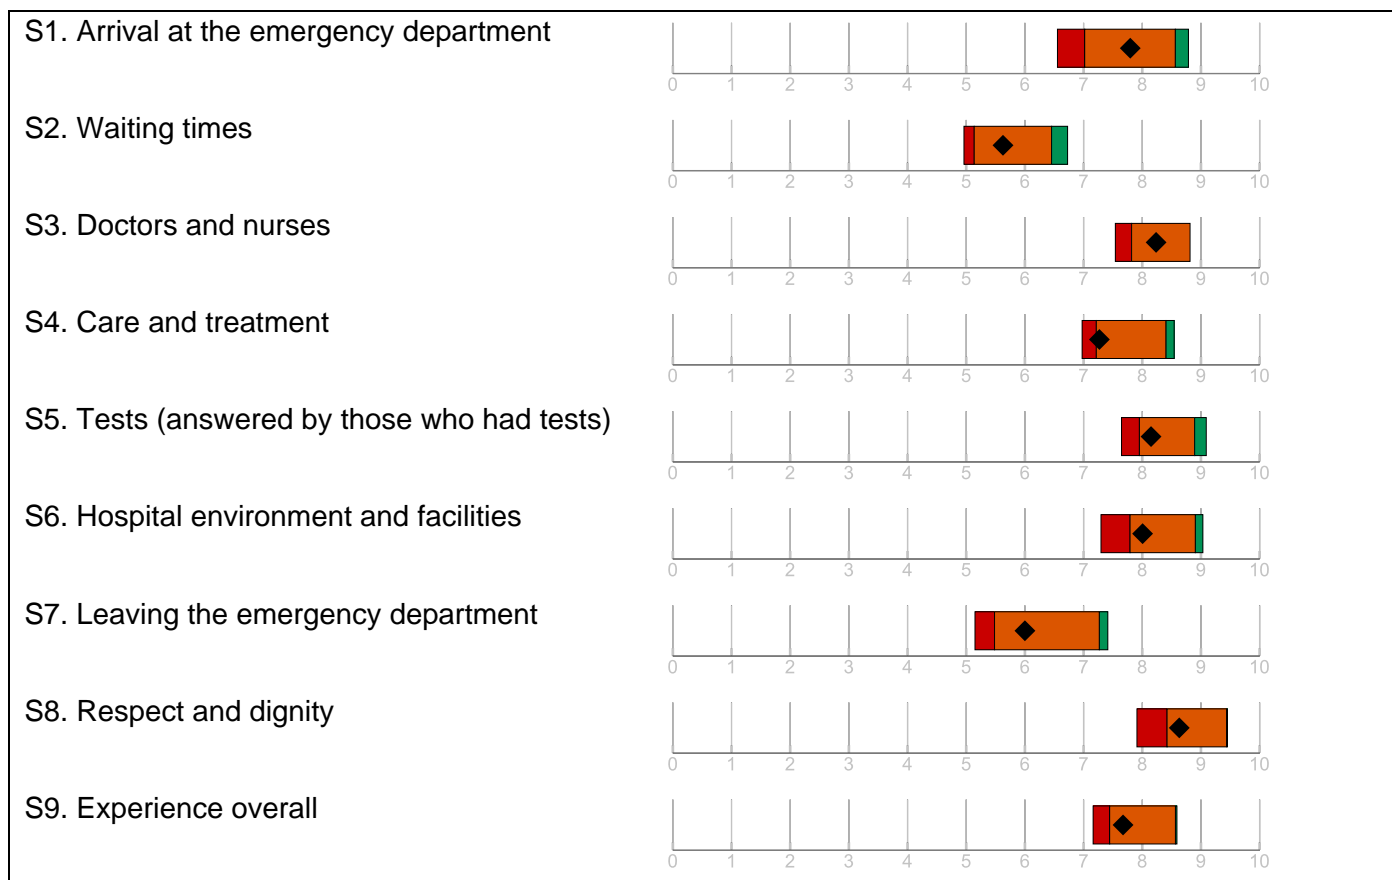 S1. Arrival at the emergency department
0 1 2 3 4 5 6 7 8 9 10
S2. Waiting times
0 1 2 3 4 5 6 7 8 9 10
S3. Doctors and nurses
0 1 2 3 4 5 6 7 8 9 10
S4. Care and treatment
0 1 2 3 4 5 6 7 8 9 10
S5. Tests (answered by those who had tests)
0 1 2 3 4 5 6 7 8 9 10
S6. Hospital environment and facilities
0 1 2 3 4 5 6 7 8 9 10
S7. Leaving the emergency department
0 1 2 3 4 5 6 7 8 9 10
S8. Respect and dignity
0 1 2 3 4 5 6 7 8 9 10
S9. Experience overall
0 1 2 3 4 5 6 7 8 9 10